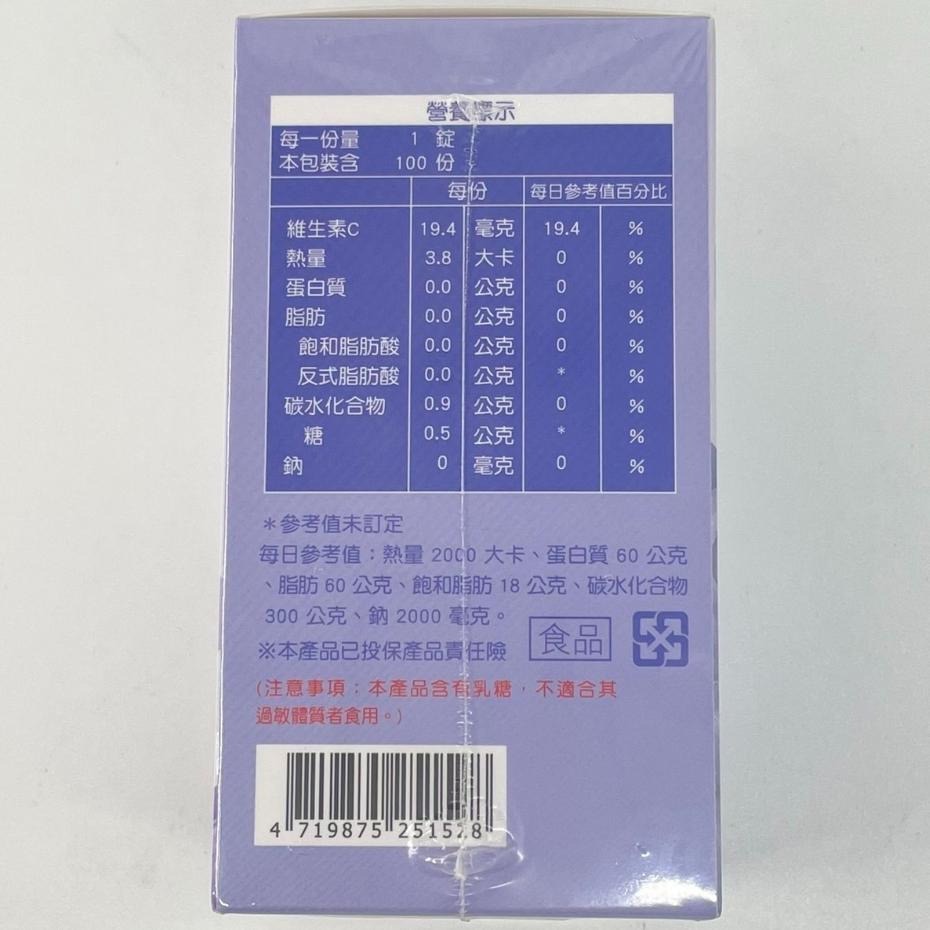 營養標示
每一份量 1 錠
本包裝含 100 份
每份 每日參考值百分比
維生素C 19.4 毫克 19.4 %
熱量 3.8 大卡 0 %
蛋白質 0.0 公克 0 %
脂肪 0.0 公克 0 %
飽和脂肪酸 0.0 公克 0 %
反式脂肪酸 0.0 公克 * %
碳水化合物 0.9 公克 0 %
糖 0.5 公克 * %
鈉 0 毫克 0 %
*參考值未訂定
每日參考值：熱量 2000 大卡、蛋白質 60 公克
、脂肪 60 公克、飽和脂肪 18 公克、碳水化合物
300 公克、鈉 2000 毫克。
食品
※本產品已投保產品責任險
(注意事項：本產品含有乳糖，不適合其
過敏體質者食用。)
4 719875 251528